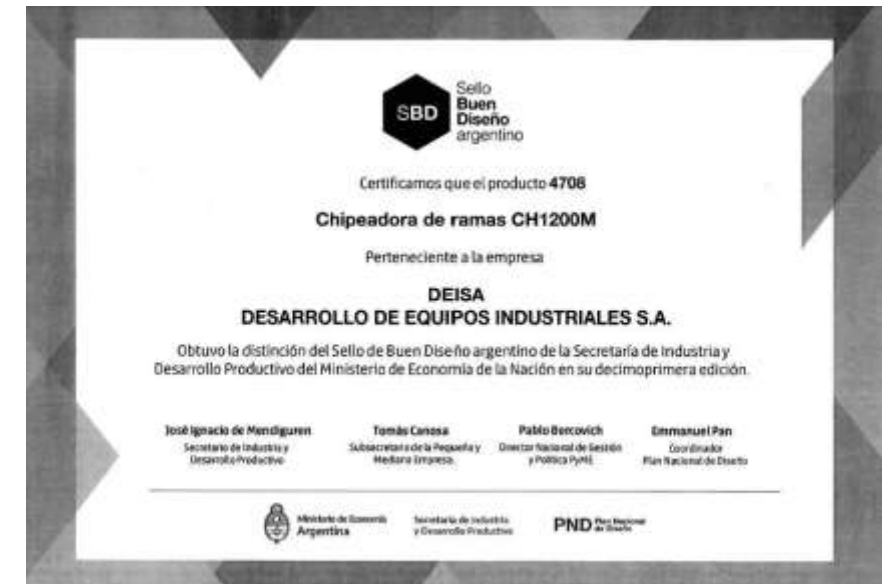 SBD
Sello
Buen
Diseño
argentino
Certificamos que el producto 4708
Chipeadora de ramas CH1200M
Perteneciente a la empresa
DEISA
DESARROLLO DE EQUIPOS INDUSTRIALES S.A.
Obtuvo la distinción del Sello de Buen Diseño argentino de la Secretaría de Industria y
Desarrollo Productivo del Ministerio de Economía de la Nación en su decimoprimera edición.
José Ignacio de Mendiguren
Secretario de Industria y
Desarrollo Productivo
Tomás Canosa
Subsecretario de la Pequeña y
Mediana Empresa.
Pablo Bercovich
Director Nacional de Gestión
y Política PyME
Emmanuel Pan
Coordinador
Plan Nacional de Diseño
Ministerio de Economía
Argentina
Secretaría de Industria
y Desarrollo Productivo
PND Plan Nacional
de Diseño